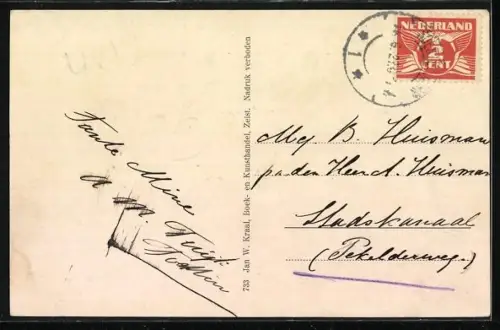 Tante Mine
NEDERLAND
2
CENT
733 Jan W. Kraal, Boek- en Kunsthandel, Zeist. Nadruk verboden
Mej B. Huisman
p.a. den Heer A. Huisman
Stadskanaal
(Pekelderweg.)